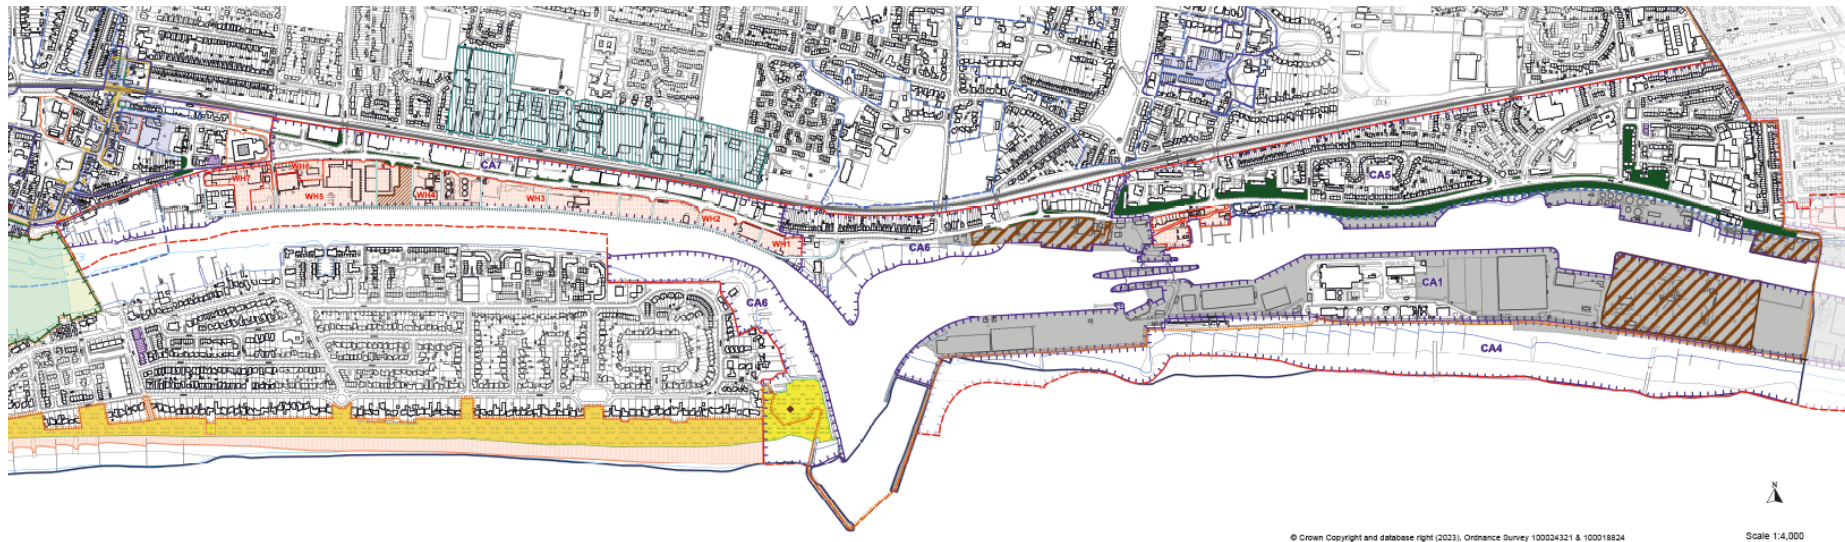 CA7
WH7
WH6
WH5
WH4
WH3
WH2
WH1
CA5
CA6
CA6
CA1
CA4
N
© Crown Copyright and database right (2023). Ordnance Survey 100024321 & 100018824
Scale 1:4,000